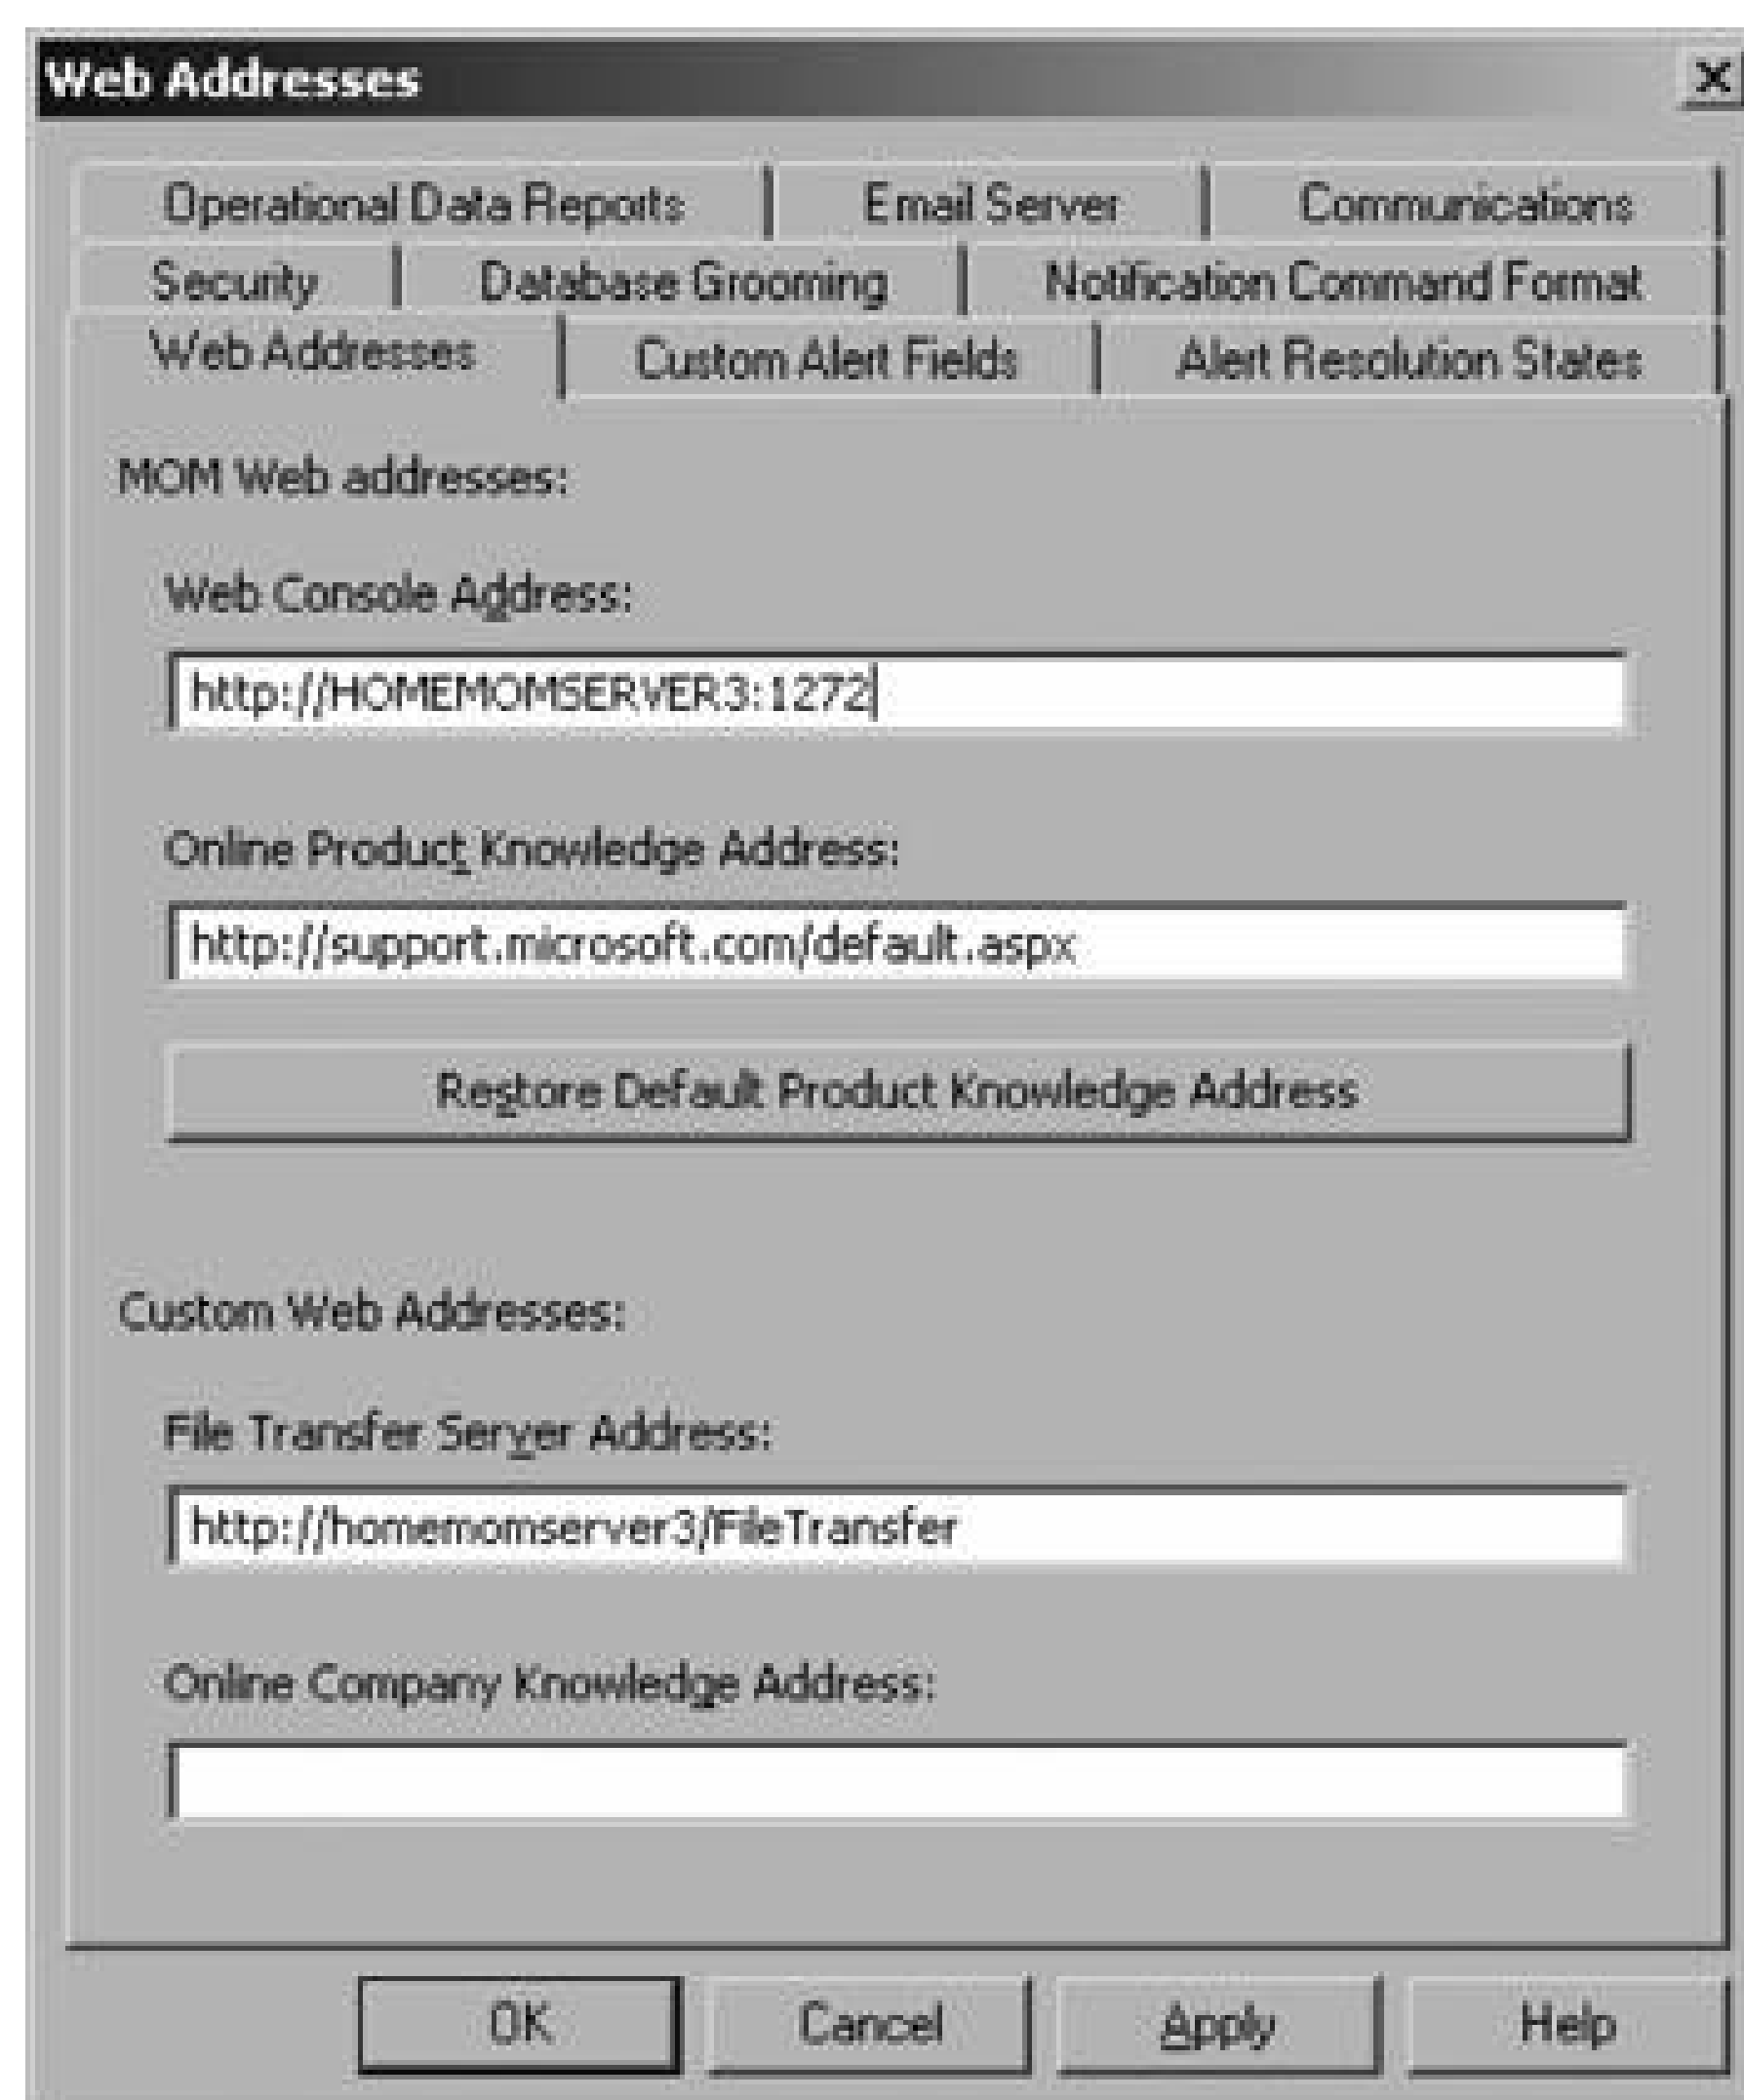 Web Addresses
Operational Data Reports Email Server Communications
Security Database Grooming Notification Command Format
Web Addresses Custom Alert Fields Alert Resolution States
MOM Web addresses:
Web Console Address:
http://HOMEMOMSERVER3:1272
Online Product Knowledge Address:
http://support.microsoft.com/default.aspx
Restore Default Product Knowledge Address
Custom Web Addresses:
File Transfer Server Address:
http://homemomserver3/FileTransfer
Online Company Knowledge Address:
OK Cancel Apply Help